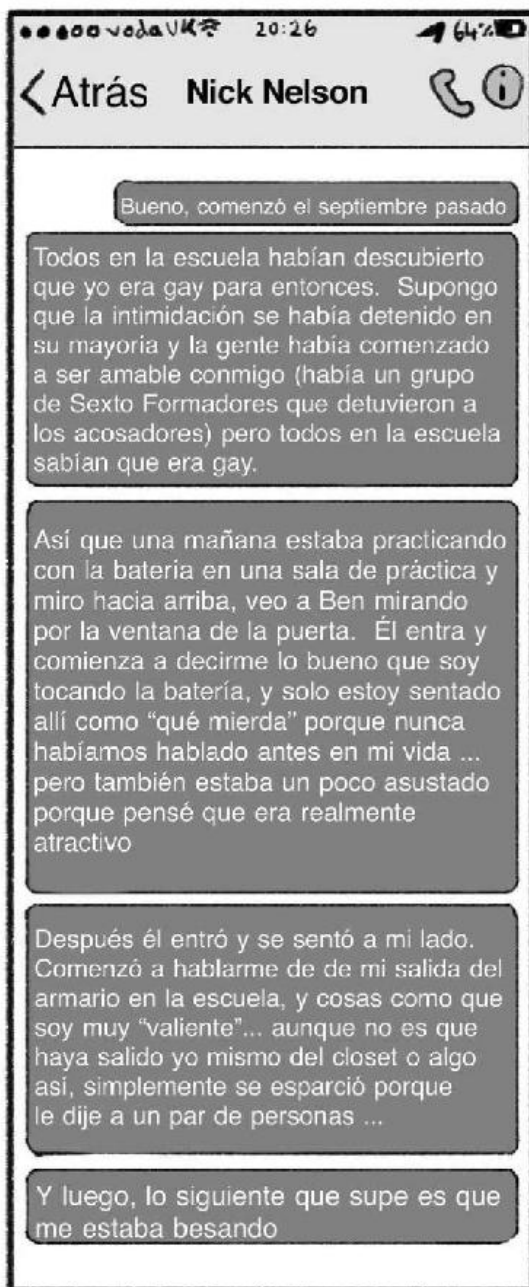 vodaUK 20:26 64%
Atrás Nick Nelson
Bueno, comenzó el septiembre pasado
Todos en la escuela habían descubierto
que yo era gay para entonces. Supongo
que la intimidación se había detenido en
su mayoria y la gente había comenzado
a ser amable conmigo (había un grupo
de Sexto Formadores que detuvieron a
los acosadores) pero todos en la escuela
sabían que era gay.
Así que una mañana estaba practicando
con la bateria en una sala de práctica y
miro hacia arriba, veo a Ben mirando
por la ventana de la puerta. Él entra y
comienza a decirme lo bueno que soy
tocando la batería, y solo estoy sentado
allí como “qué mierda” porque nunca
habíamos hablado antes en mi vida ...
pero también estaba un poco asustado
porque pensé que era realmente
atractivo
Después él entró y se sentó a mi lado.
Comenzó a hablarme de de mi salida del
armario en la escuela, y cosas como que
soy muy “valiente”... aunque no es que
haya salido yo mismo del closet o algo
así, simplemente se esparció porque
le dije a un par de personas ...
Y luego, lo siguiente que supe es que
me estaba besando